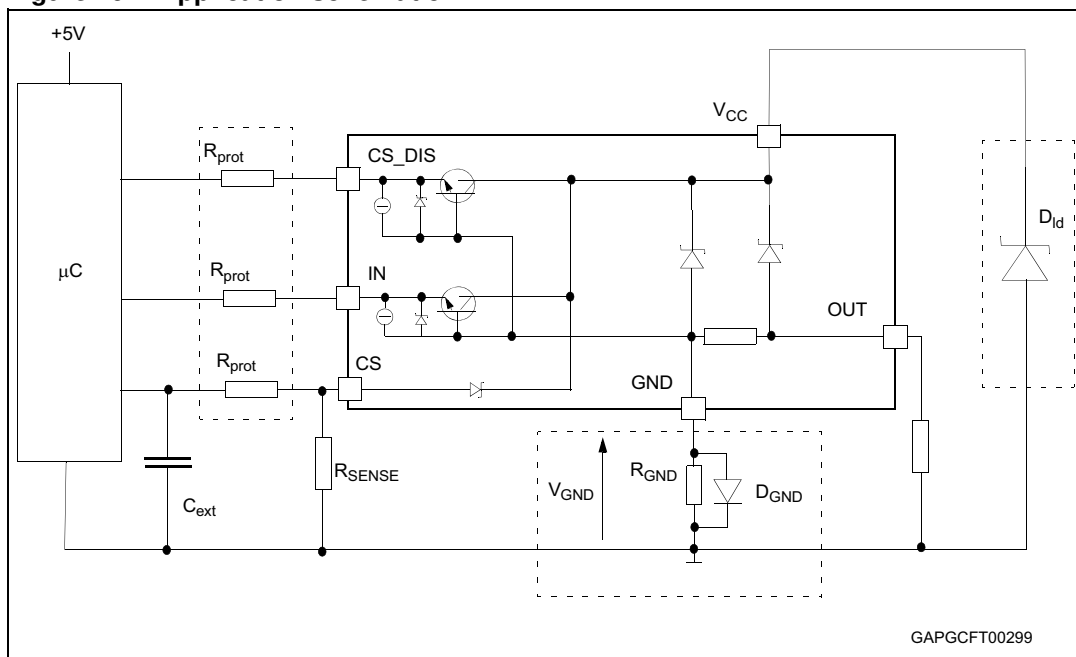 +5V
V_CC
R_prot
CS_DIS
D_ld
μC
R_prot
IN
OUT
R_prot
CS
GND
R_SENSE
R_GND
V_GND
D_GND
C_ext
GAPGCFT00299